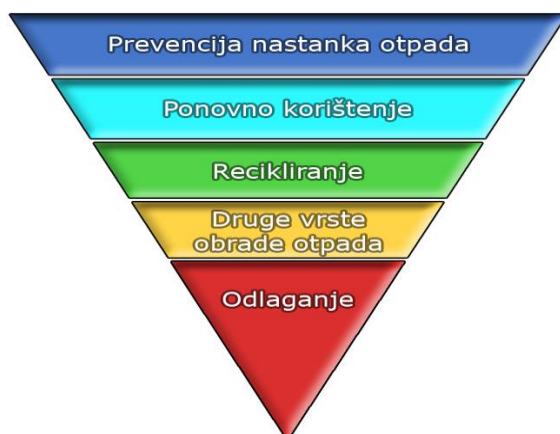 Prevencija nastanka otpada
Ponovno korištenje
Recikliranje
Druge vrste
obrade otpada
Odlaganje